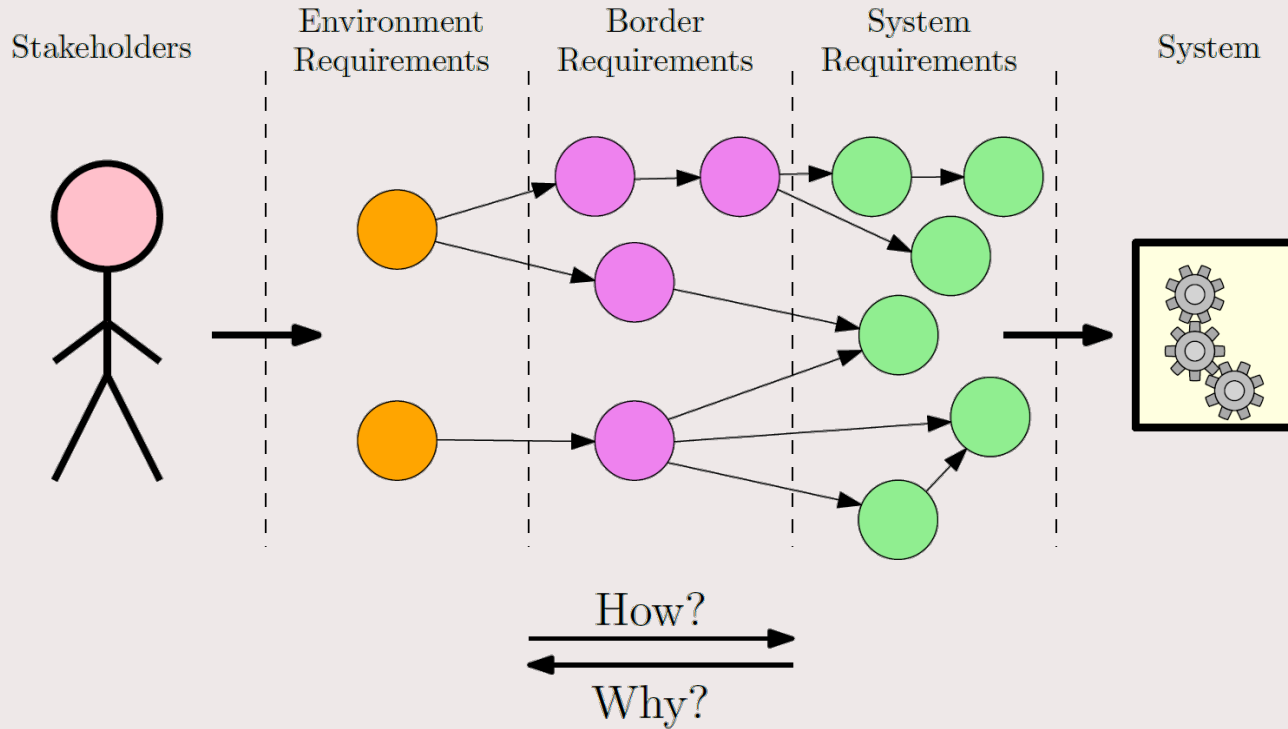 Stakeholders
Environment
Requirements
Border
Requirements
System
Requirements
System
How?
Why?